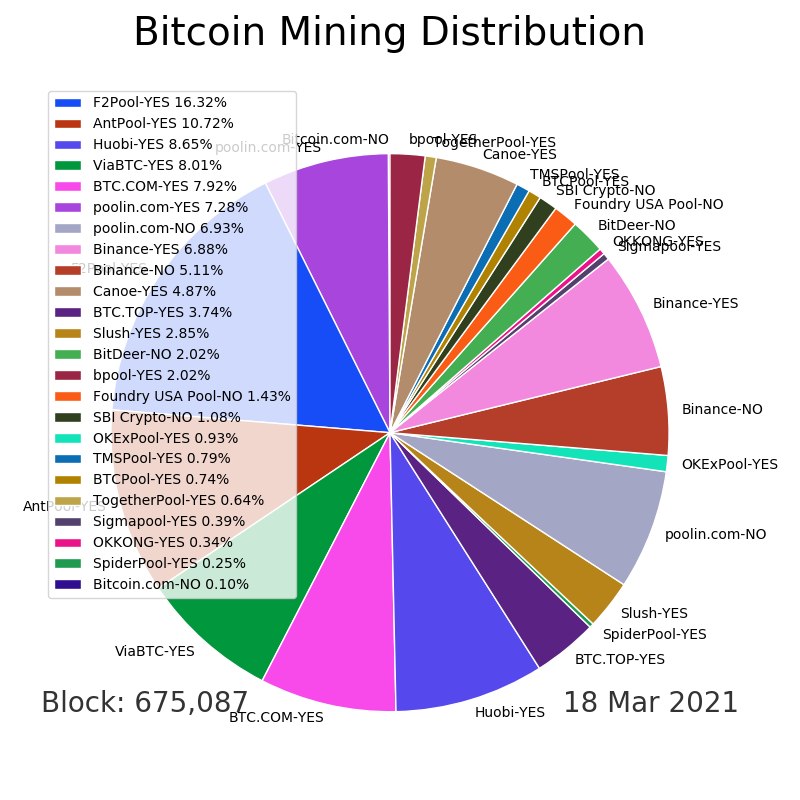 Bitcoin Mining Distribution
F2Pool-YES 16.32%
AntPool-YES 10.72%
Huobi-YES 8.65%
ViaBTC-YES 8.01%
BTC.COM-YES 7.92%
poolin.com-YES 7.28%
poolin.com-NO 6.93%
Binance-YES 6.88%
Binance-NO 5.11%
Canoe-YES 4.87%
BTC.TOP-YES 3.74%
Slush-YES 2.85%
BitDeer-NO 2.02%
bpool-YES 2.02%
Foundry USA Pool-NO 1.43%
SBI Crypto-NO 1.08%
OKExPool-YES 0.93%
TMSPool-YES 0.79%
BTCPool-YES 0.74%
TogetherPool-YES 0.64%
Sigmapool-YES 0.39%
OKKONG-YES 0.34%
SpiderPool-YES 0.25%
Bitcoin.com-NO 0.10%
Bitcoin.com-NO
bpool-YES
TogetherPool-YES
Canoe-YES
TMSPool-YES
BTCPool-YES
SBI Crypto-NO
Foundry USA Pool-NO
BitDeer-NO
OKKONG-YES
Sigmapool-YES
Binance-YES
Binance-NO
OKExPool-YES
poolin.com-NO
Slush-YES
SpiderPool-YES
BTC.TOP-YES
Huobi-YES
BTC.COM-YES
ViaBTC-YES
AntPool-YES
F2Pool-YES
poolin.com-YES
Block: 675,087
18 Mar 2021